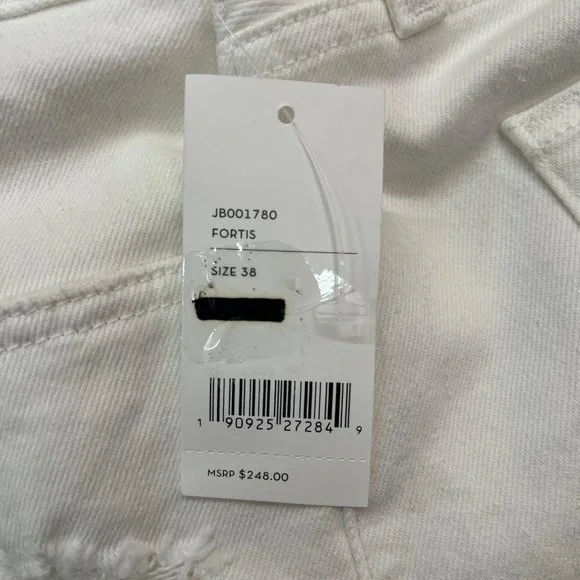 JB001780
FORTIS
SIZE 38
1 90925 27284 9
MSRP $248.00